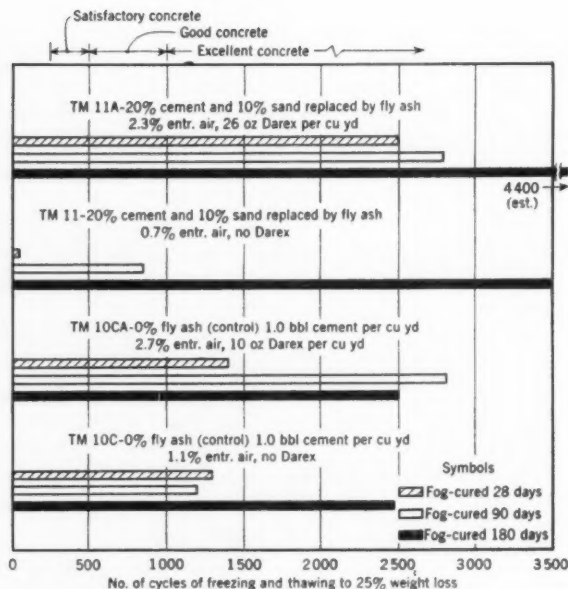 Satisfactory concrete
Good concrete
Excellent concrete
TM 11A-20% cement and 10% sand replaced by fly ash
2.3% entr. air, 26 oz Darex per cu yd
4400
(est.)
TM 11-20% cement and 10% sand replaced by fly ash
0.7% entr. air, no Darex
TM 10CA-0% fly ash (control) 1.0 bbl cement per cu yd
2.7% entr. air, 10 oz Darex per cu yd
TM 10C-0% fly ash (control) 1.0 bbl cement per cu yd
1.1% entr. air, no Darex
Symbols
Fog-cured 28 days
Fog-cured 90 days
Fog-cured 180 days
0 500 1000 1500 2000 2500 3000 3500
No. of cycles of freezing and thawing to 25% weight loss